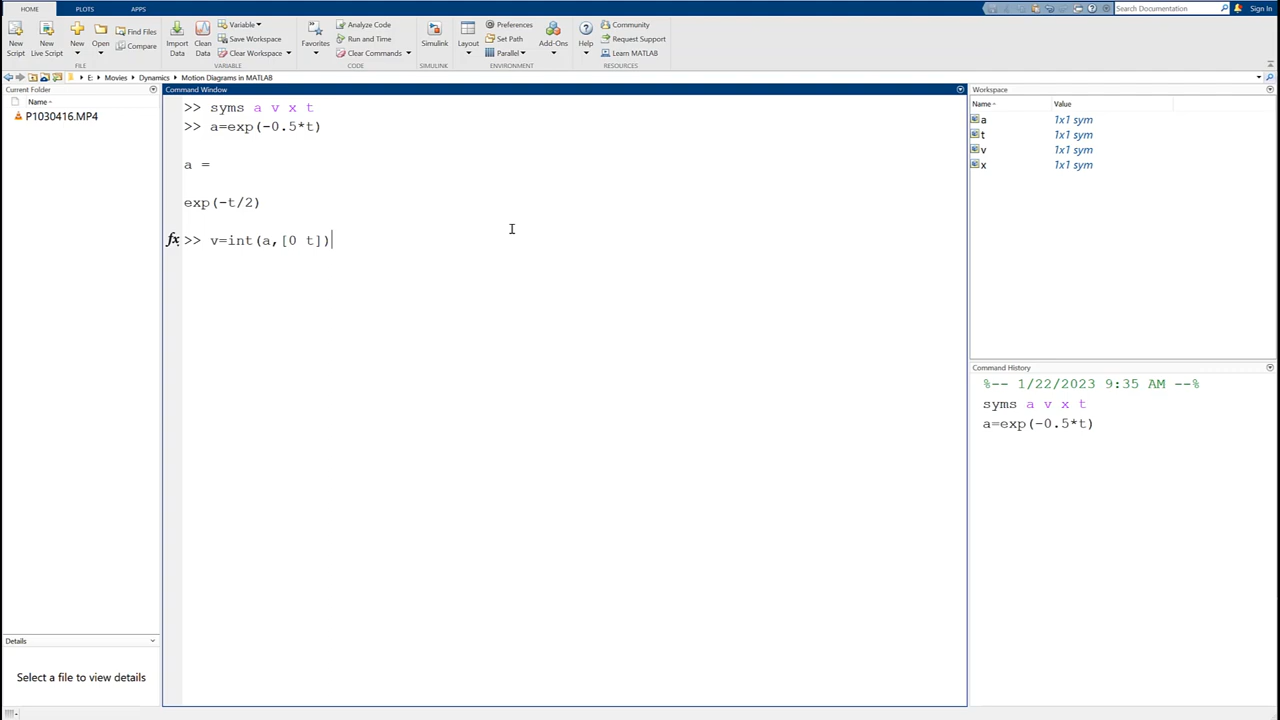 HOME PLOTS APPS
Search Documentation Sign In
New Script
New Live Script
New
Open
Find Files
Compare
FILE
Import Data
Clean Data
Variable
Save Workspace
Clear Workspace
VARIABLE
Favorites
Analyze Code
Run and Time
Clear Commands
CODE
Simulink
SIMULINK
Layout
Preferences
Set Path
Parallel
Add-Ons
ENVIRONMENT
Help
Community
Request Support
Learn MATLAB
RESOURCES
E: Movies Dynamics Motion Diagrams in MATLAB
Current Folder
Name
P1030416.MP4
Details
Select a file to view details
Command Window
>> syms a v x t
>> a=exp(-0.5*t)
a =
exp(-t/2)
fx >> v=int(a,[0 t])
Workspace
Name Value
a 1x1 sym
t 1x1 sym
v 1x1 sym
x 1x1 sym
Command History
%-- 1/22/2023 9:35 AM --%
syms a v x t
a=exp(-0.5*t)